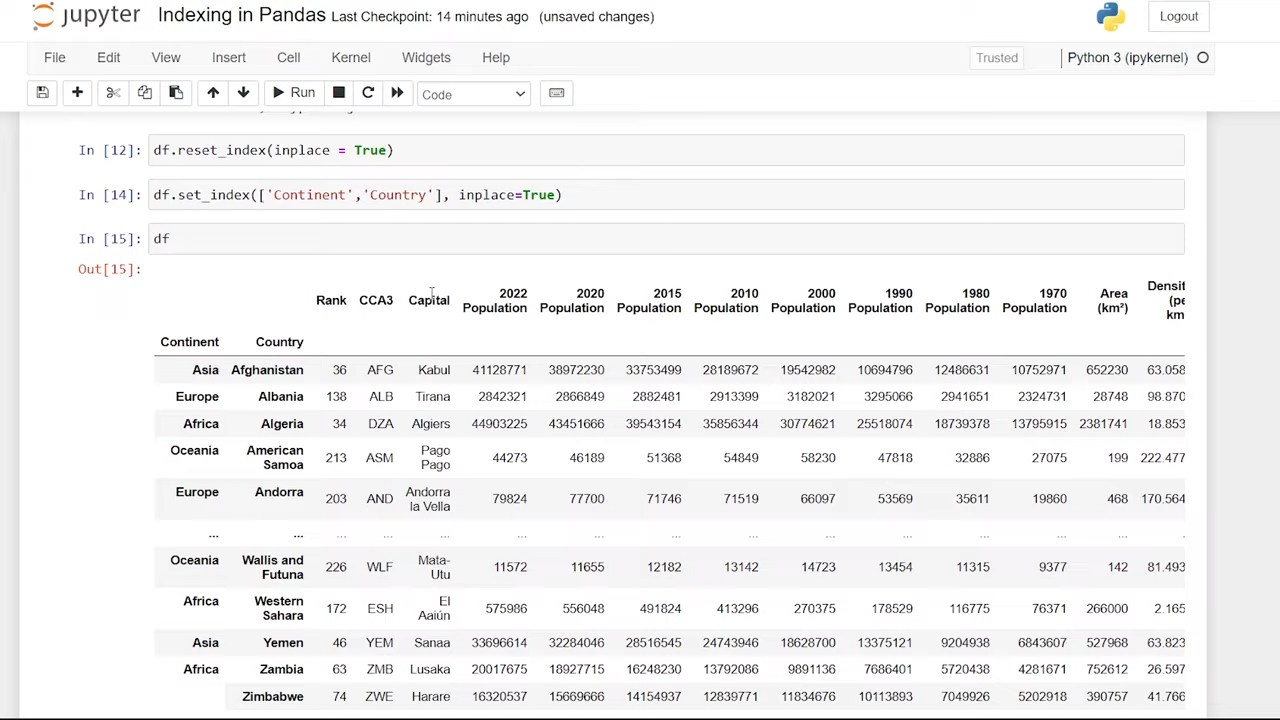 jupyter Indexing in Pandas Last Checkpoint: 14 minutes ago (unsaved changes) Logout
File Edit View Insert Cell Kernel Widgets Help Trusted Python 3 (ipykernel)
Run Code
In [12]: df.reset_index(inplace = True)
In [14]: df.set_index(['Continent','Country'], inplace=True)
In [15]: df
Out[15]:
Rank CCA3 Capital 2022 Population 2020 Population 2015 Population 2010 Population 2000 Population 1990 Population 1980 Population 1970 Population Area (km²) Densit (pe km
Continent Country
Asia Afghanistan 36 AFG Kabul 41128771 38972230 33753499 28189672 19542982 10694796 12486631 10752971 652230 63.058
Europe Albania 138 ALB Tirana 2842321 2866849 2882481 2913399 3182021 3295066 2941651 2324731 28748 98.870
Africa Algeria 34 DZA Algiers 44903225 43451666 39543154 35856344 30774621 25518074 18739378 13795915 2381741 18.853
Oceania American Samoa 213 ASM Pago Pago 44273 46189 51368 54849 58230 47818 32886 27075 199 222.477
Europe Andorra 203 AND Andorra la Vella 79824 77700 71746 71519 66097 53569 35611 19860 468 170.564
... ... ... ... ... ... ... ... ... ... ... ... ... ... ...
Oceania Wallis and Futuna 226 WLF Mata-Utu 11572 11655 12182 13142 14723 13454 11315 9377 142 81.493
Africa Western Sahara 172 ESH El Aaiún 575986 556048 491824 413296 270375 178529 116775 76371 266000 2.165
Asia Yemen 46 YEM Sanaa 33696614 32284046 28516545 24743946 18628700 13375121 9204938 6843607 527968 63.823
Africa Zambia 63 ZMB Lusaka 20017675 18927715 16248230 13792086 9891136 7686401 5720438 4281671 752612 26.597
Zimbabwe 74 ZWE Harare 16320537 15669666 14154937 12839771 11834676 10113893 7049926 5202918 390757 41.766